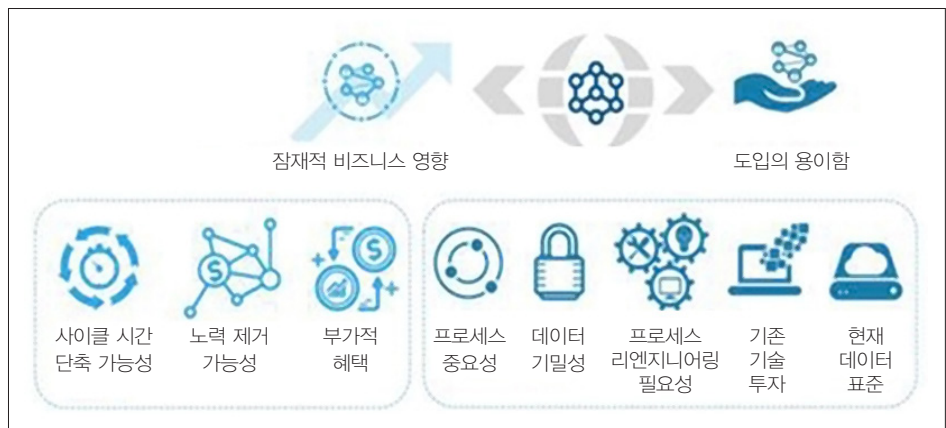 잠재적 비즈니스 영향
도입의 용이함
사이클 시간
단축 가능성
노력 제거
가능성
부가적
혜택
프로세스
중요성
데이터
기밀성
프로세스
리엔지니어링
필요성
기존
기술
투자
현재
데이터
표준